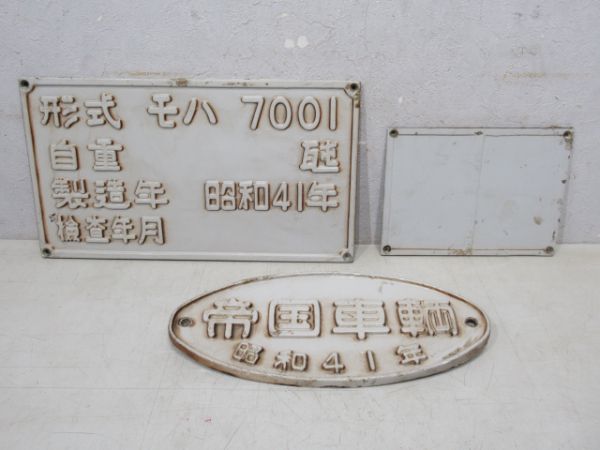 形式 モハ 7001
自重 瓲
製造年 昭和41年
検査年月
帝国車輌
昭和41年